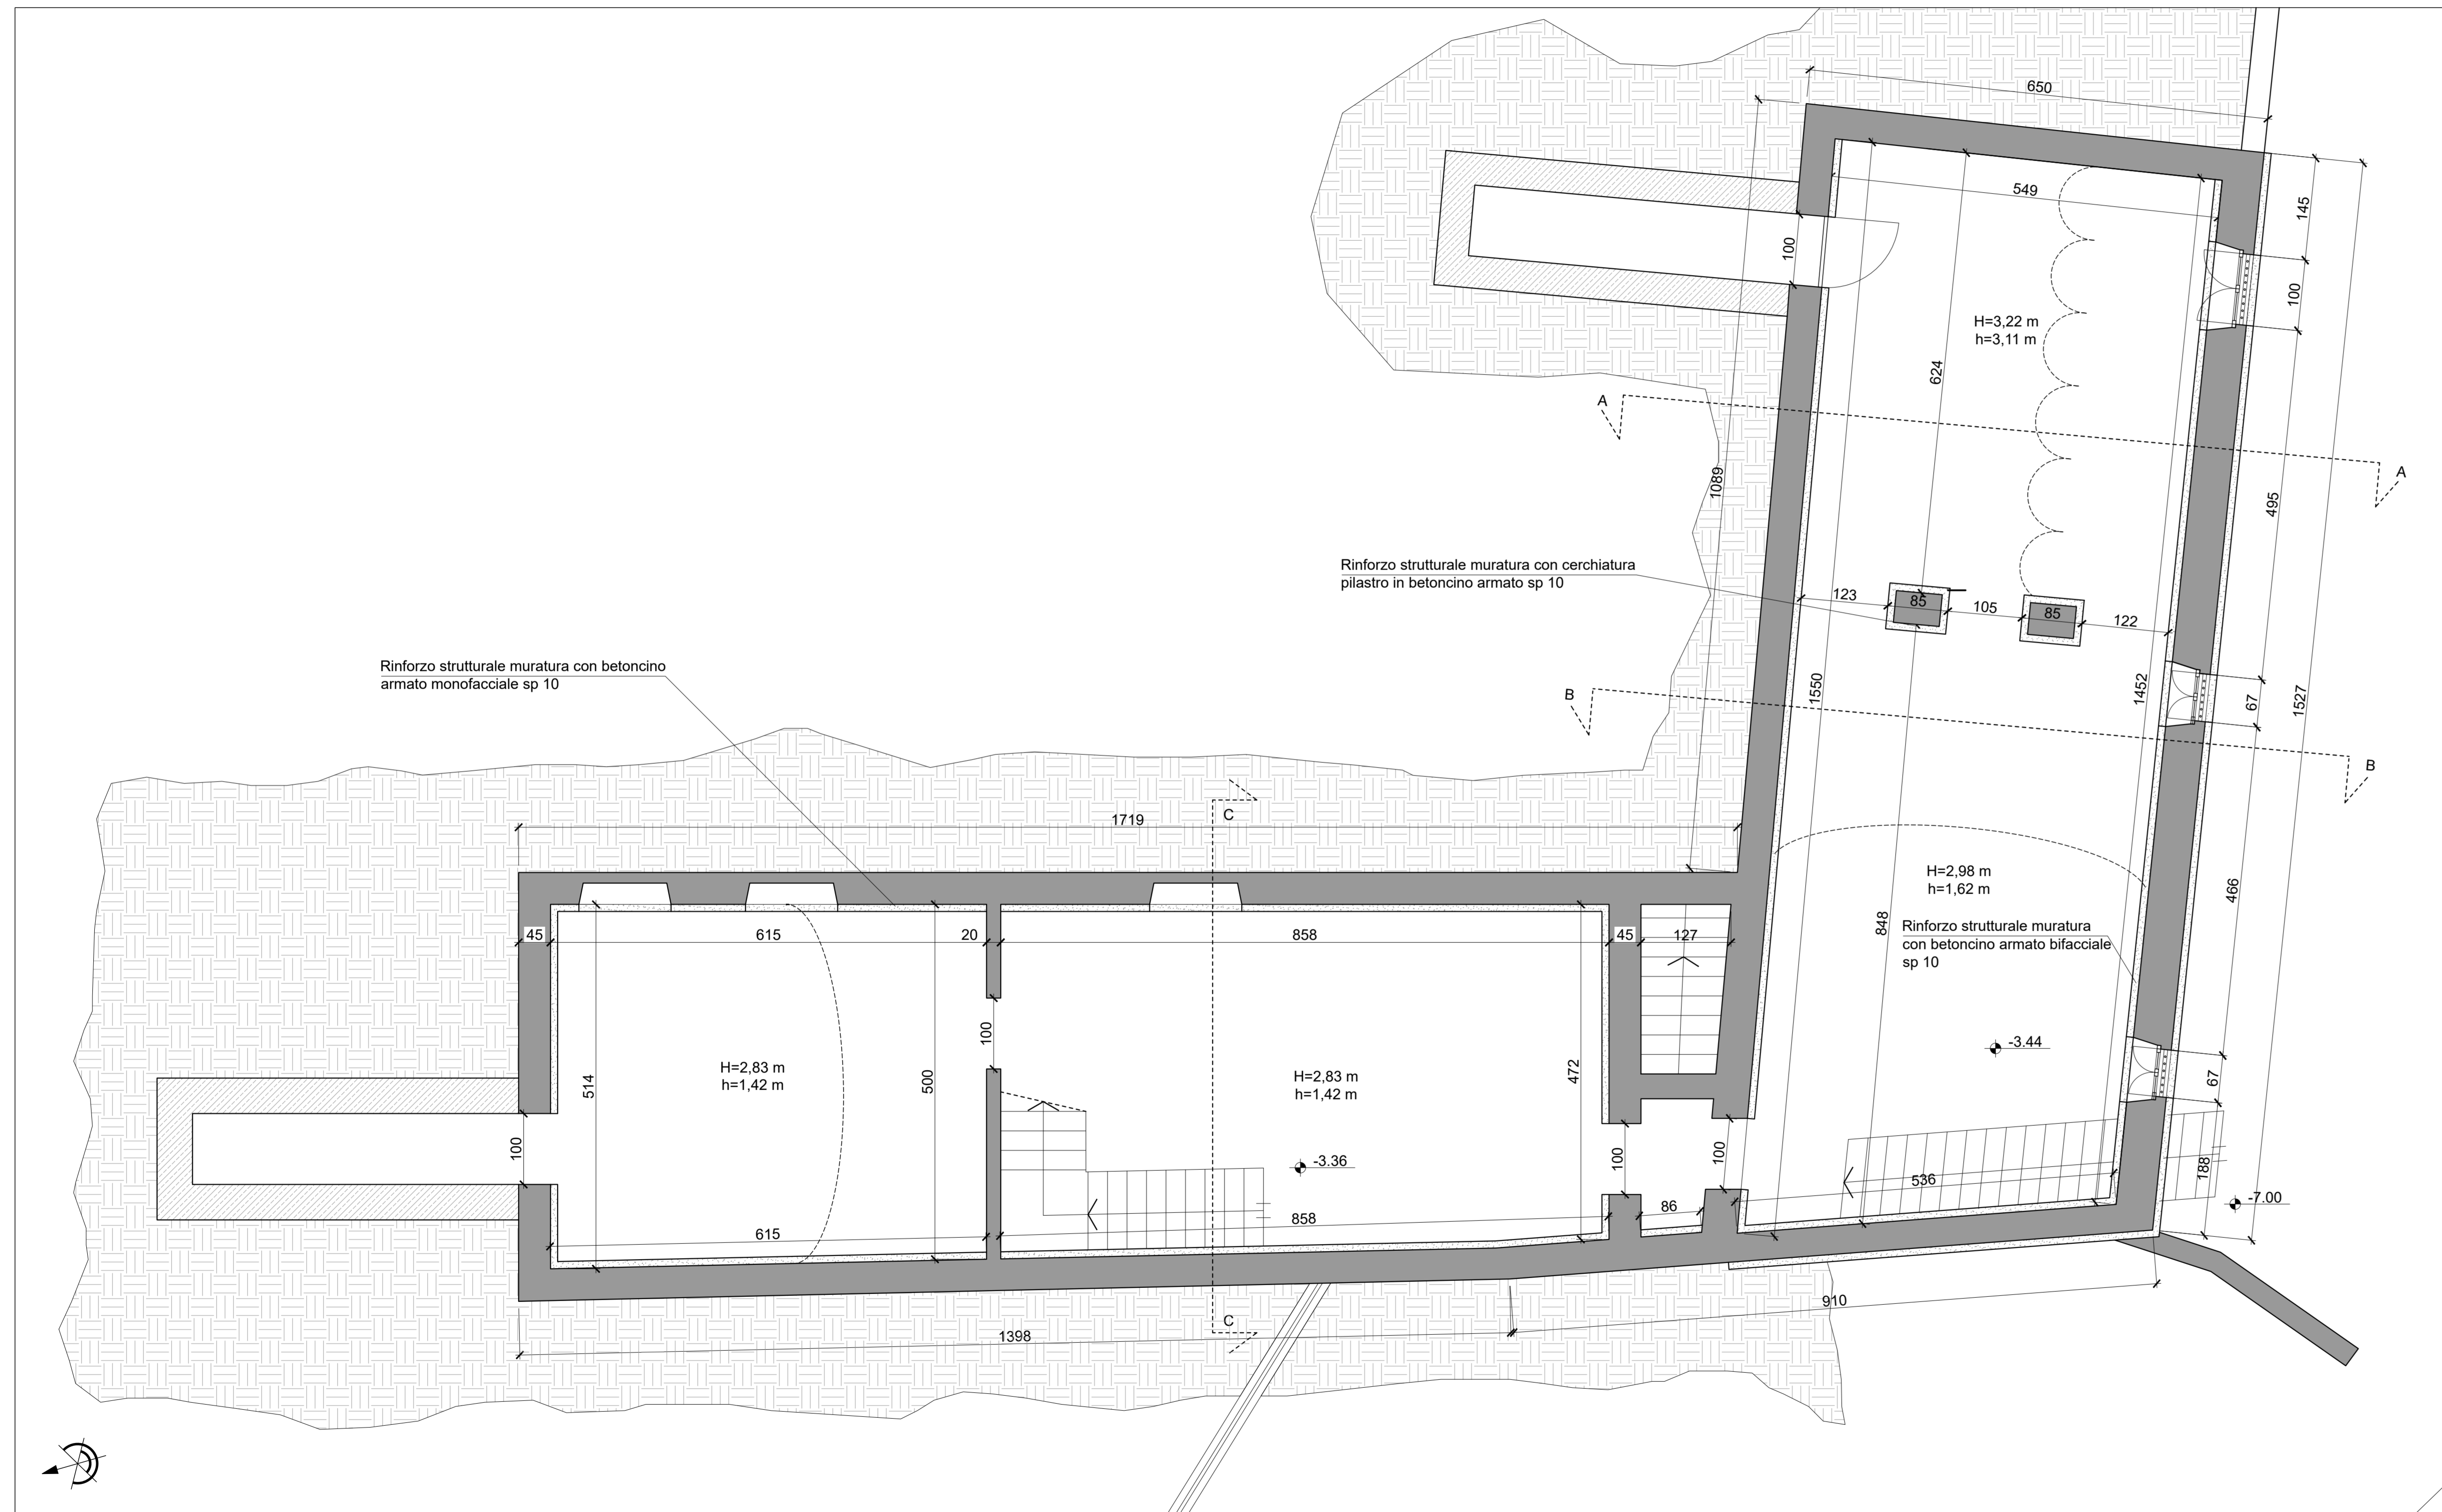 650
549
145
100
100
H=3,22 m
h=3,11 m
624
A
A
1089
495
Rinforzo strutturale muratura con cerchiatura
pilastro in betoncino armato sp 10
123
85
105
85
122
Rinforzo strutturale muratura con betoncino
armato monofacciale sp 10
B
1550
1452
67
1527
B
1719
C
H=2,98 m
h=1,62 m
466
848
Rinforzo strutturale muratura
con betoncino armato bifacciale
sp 10
45
615
20
858
45
127
100
-3.44
514
H=2,83 m
h=1,42 m
500
H=2,83 m
h=1,42 m
472
67
100
-3.36
100
100
188
536
-7.00
86
858
615
910
C
1398